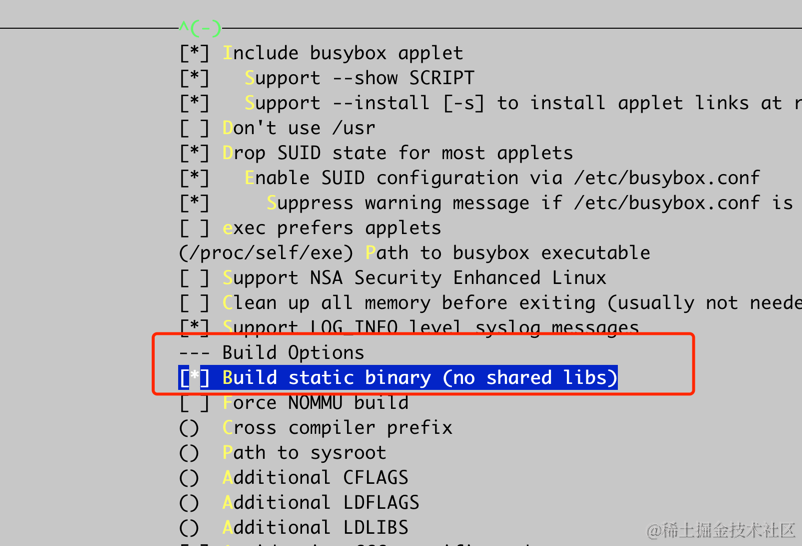 ^(-)
[*] Include busybox applet
[*]   Support --show SCRIPT
[*]   Support --install [-s] to install applet links at r
[ ] Don't use /usr
[*] Drop SUID state for most applets
[*]   Enable SUID configuration via /etc/busybox.conf
[*]     Suppress warning message if /etc/busybox.conf is
[ ] exec prefers applets
(/proc/self/exe) Path to busybox executable
[ ] Support NSA Security Enhanced Linux
[ ] Clean up all memory before exiting (usually not neede
[*] Support LOG_INFO level syslog messages
--- Build Options
[*] Build static binary (no shared libs)
[ ] Force NOMMU build
()  Cross compiler prefix
()  Path to sysroot
()  Additional CFLAGS
()  Additional LDFLAGS
()  Additional LDLIBS
@稀土掘金技术社区